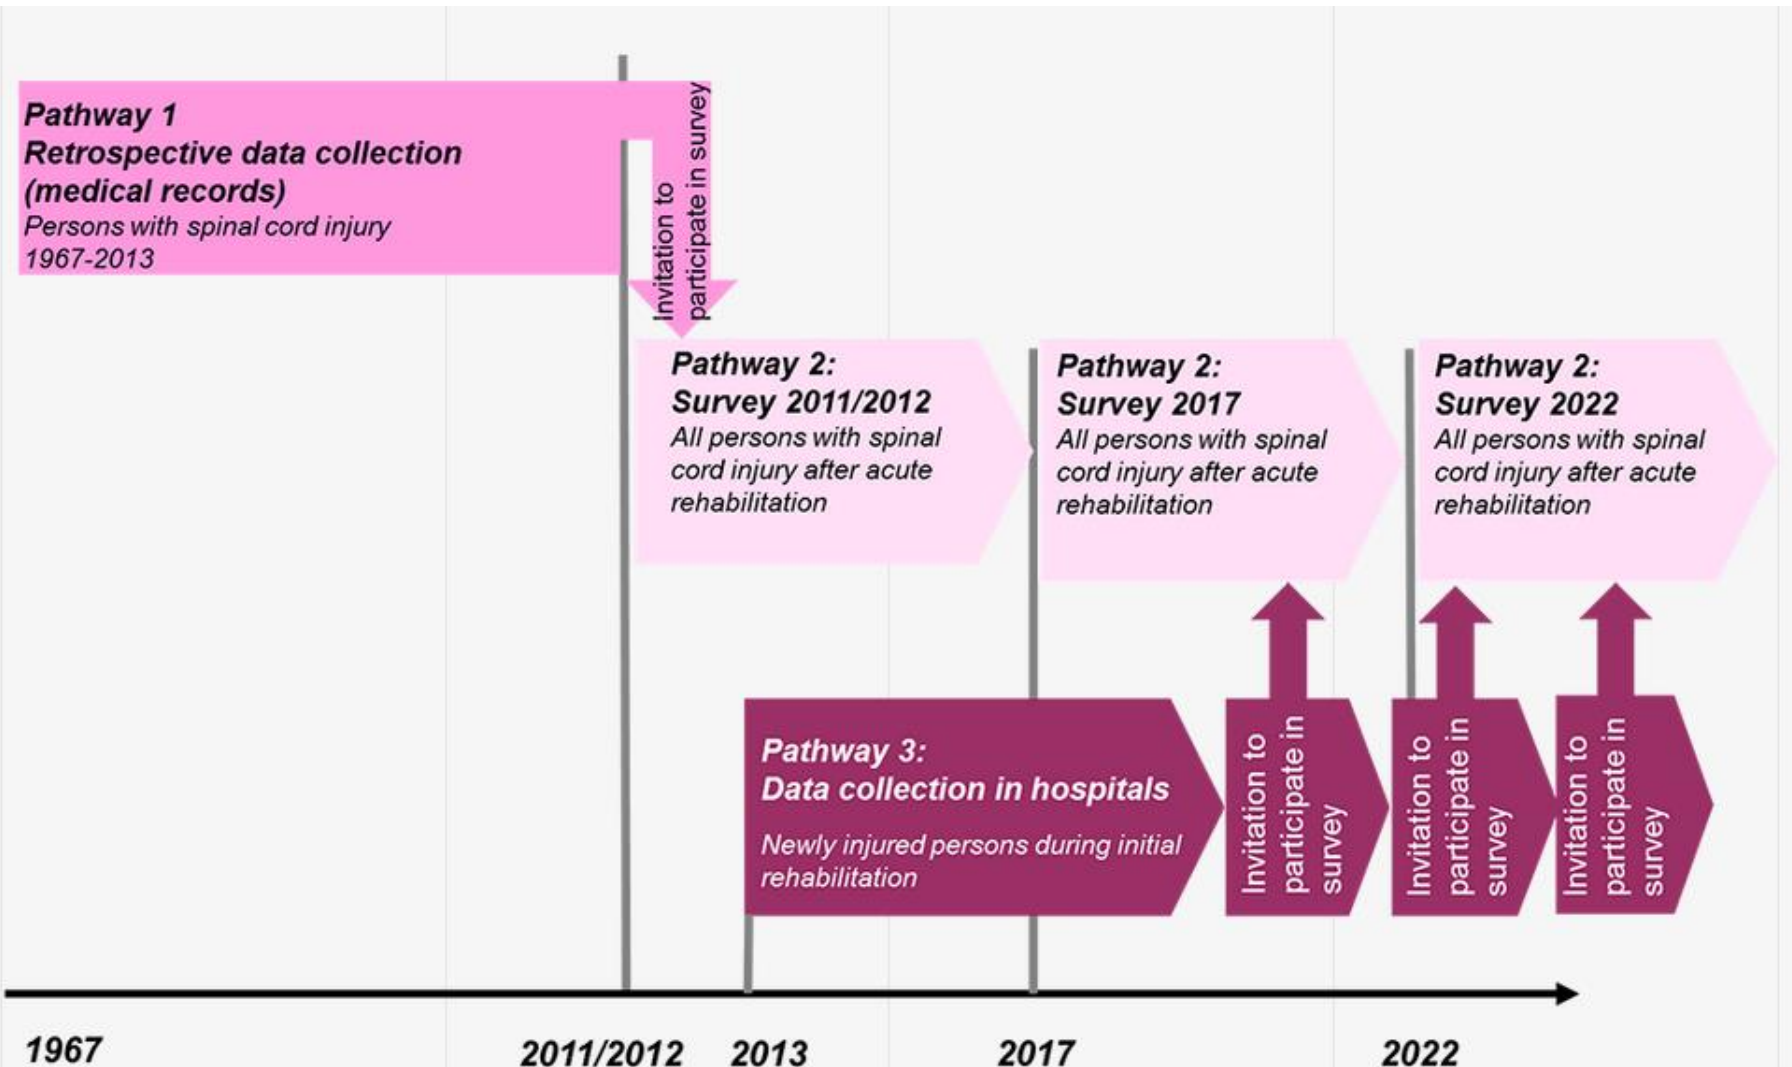 Pathway 1
Retrospective data collection
(medical records)
Persons with spinal cord injury
1967-2013
Invitation to
participate in survey
Pathway 2:
Survey 2011/2012
All persons with spinal
cord injury after acute
rehabilitation
Pathway 2:
Survey 2017
All persons with spinal
cord injury after acute
rehabilitation
Pathway 2:
Survey 2022
All persons with spinal
cord injury after acute
rehabilitation
Pathway 3:
Data collection in hospitals
Newly injured persons during initial
rehabilitation
Invitation to
participate in
survey
Invitation to
participate in
survey
Invitation to
participate in
survey
1967
2011/2012
2013
2017
2022